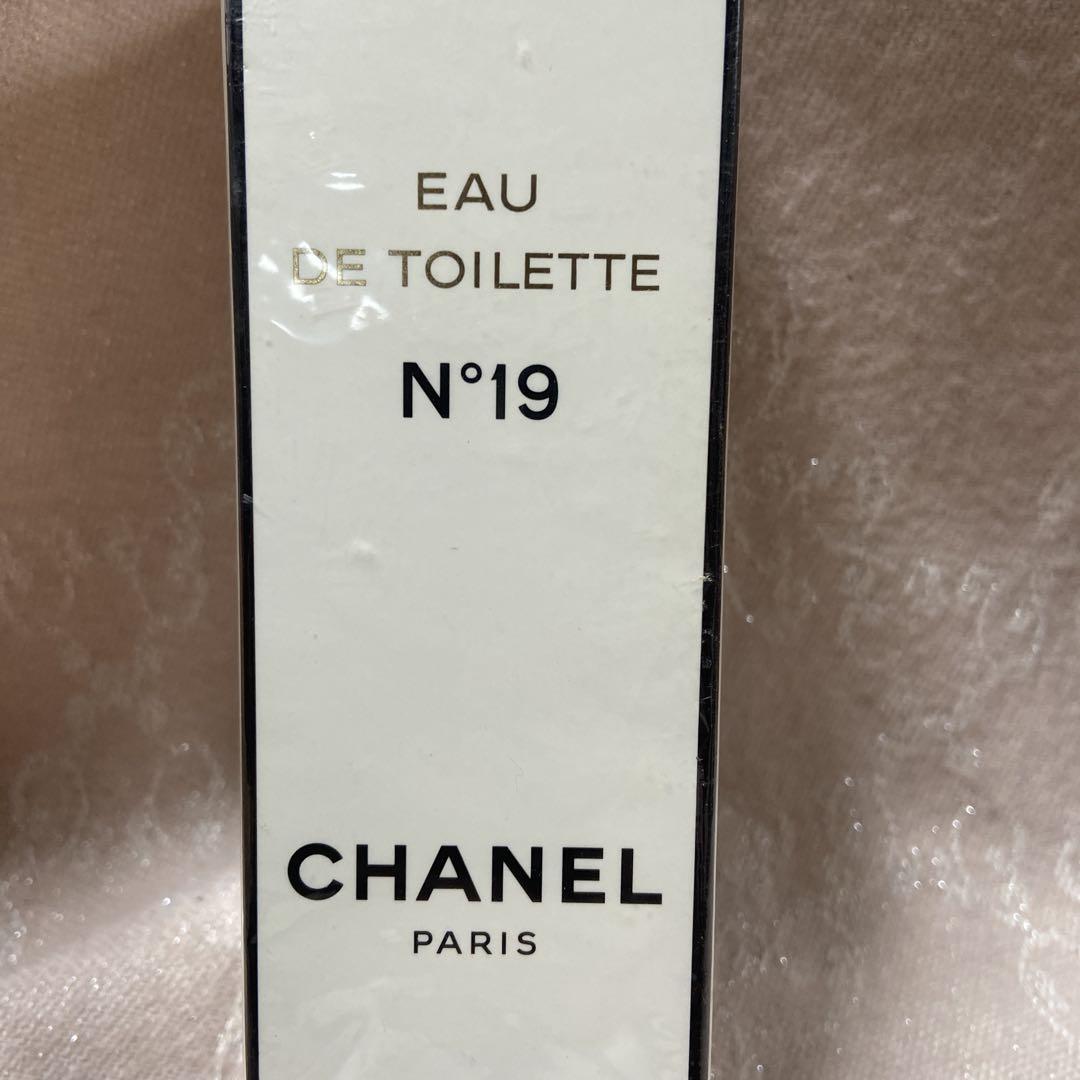 EAU
DE TOILETTE
N°19
CHANEL
PARIS